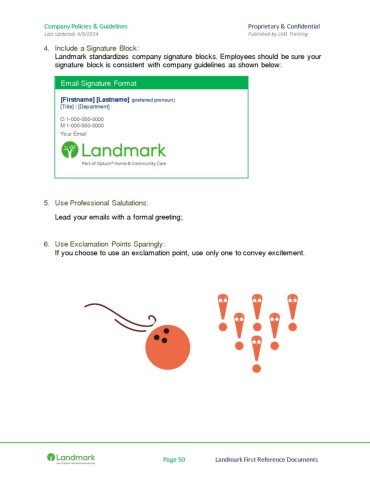 Company Policies & Guidelines
Proprietary & Confidential
Last Updated: 4/9/2024
Published by LM1 Training
4. Include a Signature Block:
Landmark standardizes company signature blocks. Employees should be sure your
signature block is consistent with company guidelines as shown below:
Email Signature Format
[Firstname] [Lastname] (preferred pronoun)
[Title] | [Department]
O 1-000-000-0000
M 1-000-000-0000
Your Email
Landmark
Part of Optum® Home & Community Care
5. Use Professional Salutations:
Lead your emails with a formal greeting;
6. Use Exclamation Points Sparingly:
If you choose to use an exclamation point, use only one to convey excitement.
Landmark
Part of Optum® Home & Community Care
Page 50
Landmark First Reference Documents